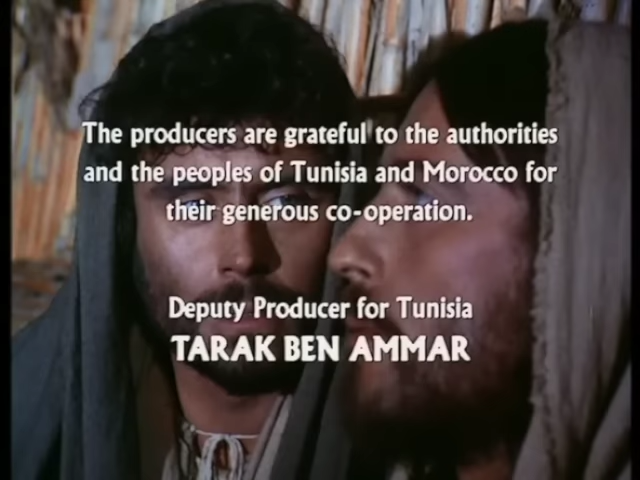 The producers are grateful to the authorities
and the peoples of Tunisia and Morocco for
their generous co-operation.
Deputy Producer for Tunisia
TARAK BEN AMMAR